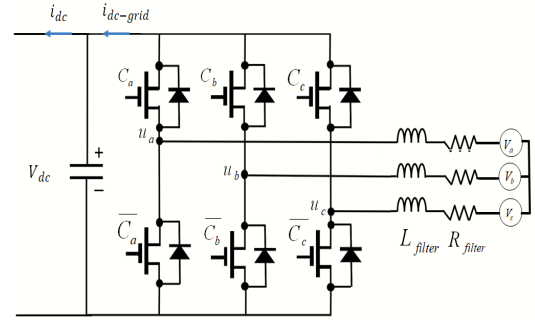 i_dc i_dc-grid
C_a C_b C_c
u_a V_a
V_dc + − u_b V_b
u_c V_c
C̅_a C̅_b C̅_c L_filter R_filter